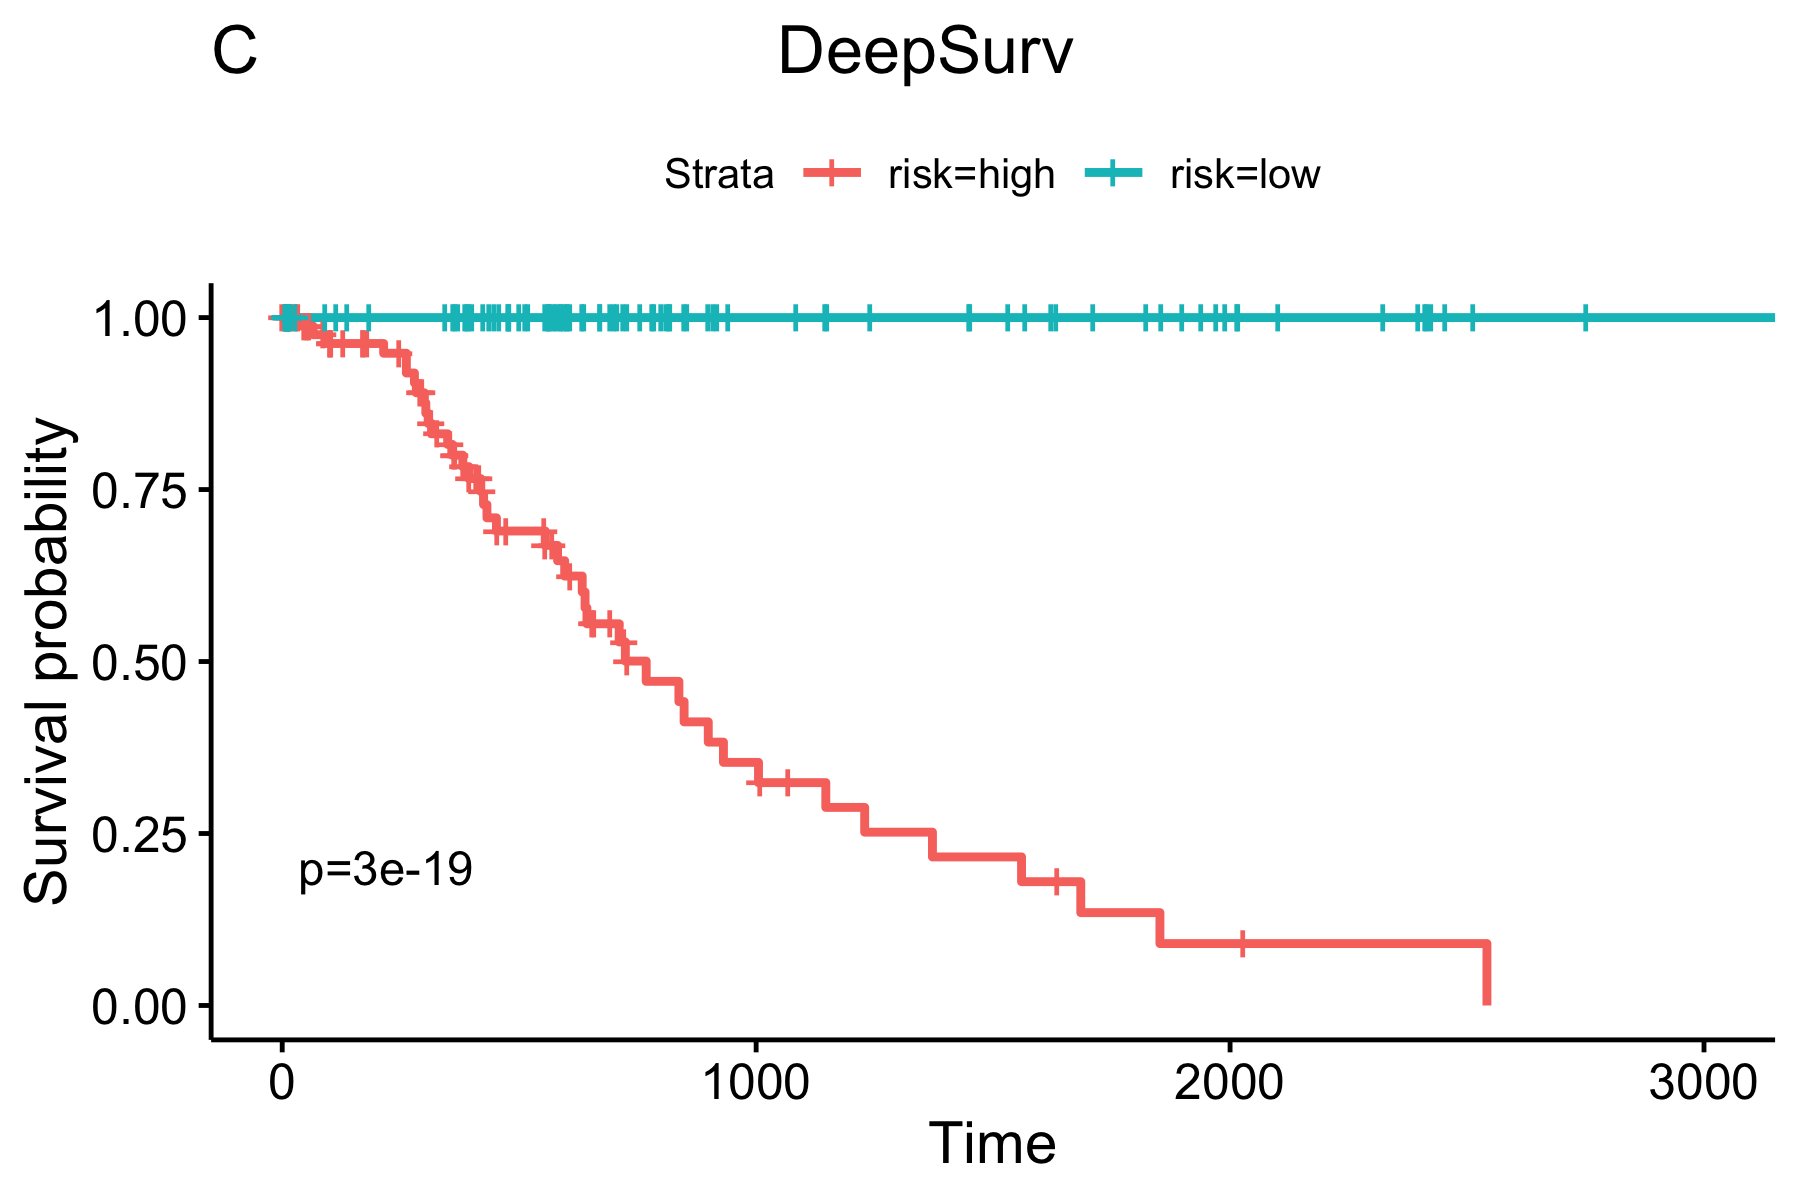 C
DeepSurv
Strata risk=high risk=low
1.00
0.75
0.50
0.25
0.00
Survival probability
p=3e-19
0 1000 2000 3000
Time